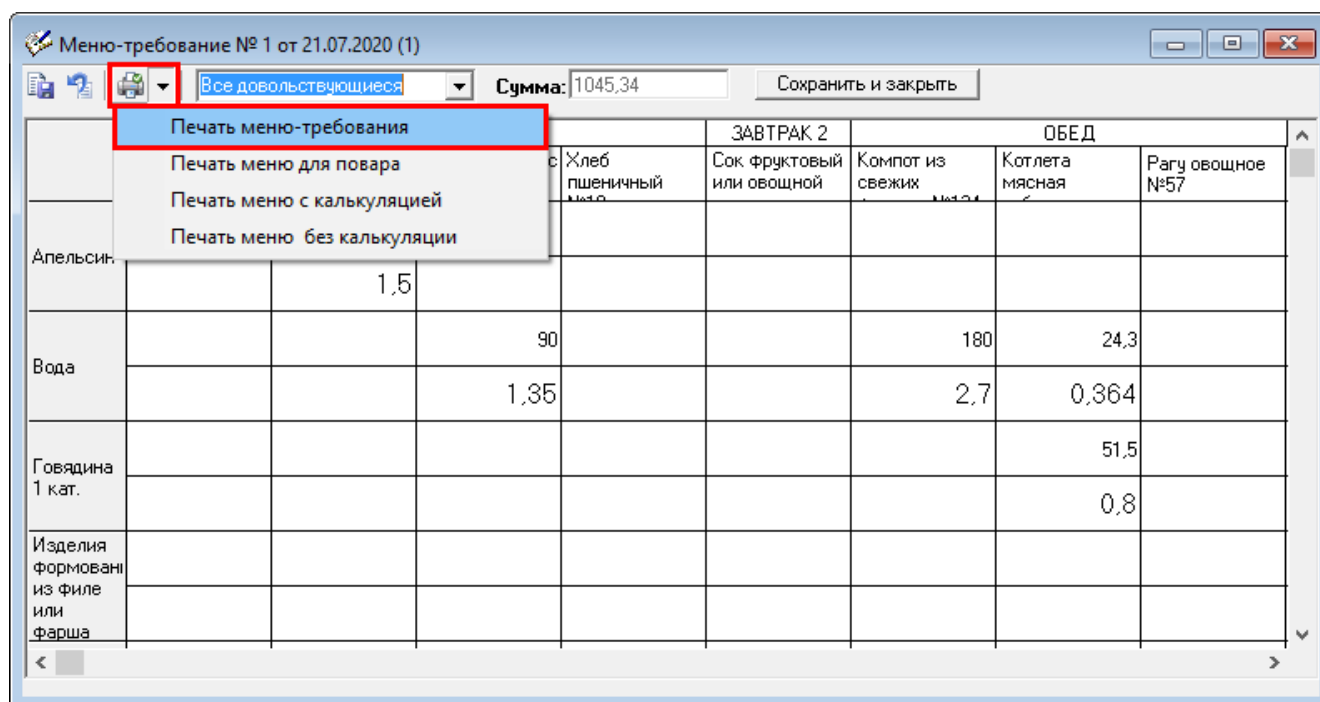 Меню-требование № 1 от 21.07.2020 (1)
Все довольствующиеся Сумма: 1045,34 Сохранить и закрыть
Печать меню-требования
Печать меню для повара
Печать меню с калькуляцией
Печать меню без калькуляции
ЗАВТРАК 2 ОБЕД
с Хлеб пшеничный
Сок фруктовый или овощной
Компот из свежих
Котлета мясная
Рагу овощное №57
Апельсин
1,5
Вода 90 180 24,3
1,35 2,7 0,364
Говядина 1 кат. 51,5
0,8
Изделия
формованн
из филе
или
фарша